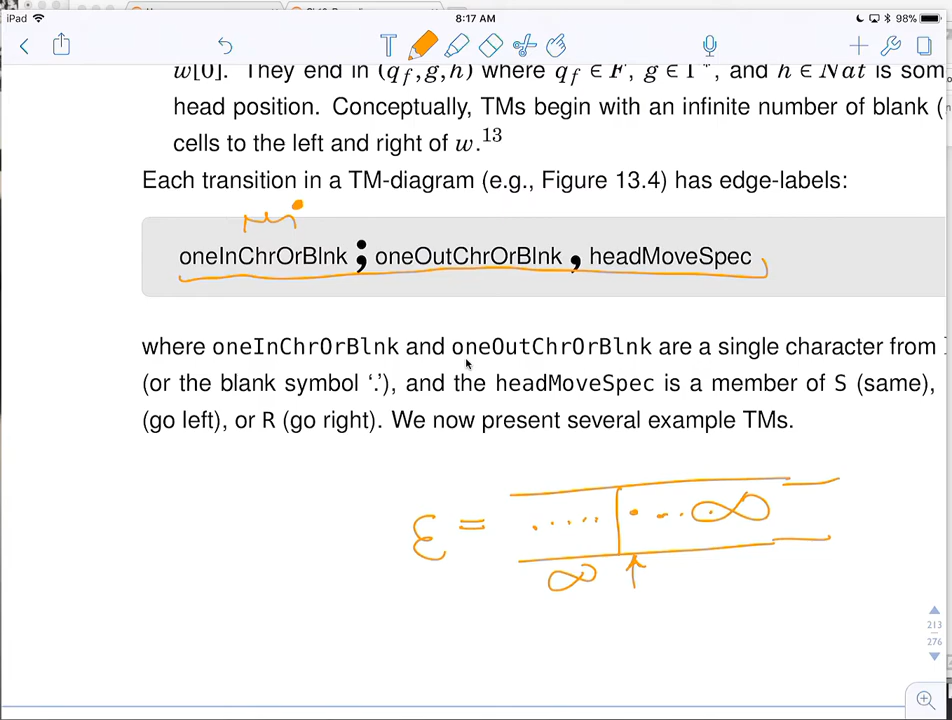 iPad 8:17 AM 98%
T
w[0]. They end in (q_f, g, h) where q_f ∈ F, g ∈ Γ*, and h ∈ Nat is som
head position. Conceptually, TMs begin with an infinite number of blank (
cells to the left and right of w.¹³
Each transition in a TM-diagram (e.g., Figure 13.4) has edge-labels:
oneInChrOrBlnk ; oneOutChrOrBlnk , headMoveSpec
where oneInChrOrBlnk and oneOutChrOrBlnk are a single character from
(or the blank symbol ‘.’), and the headMoveSpec is a member of S (same),
(go left), or R (go right). We now present several example TMs.
ε = ..... | . ... ∞
∞ ↑
213
276